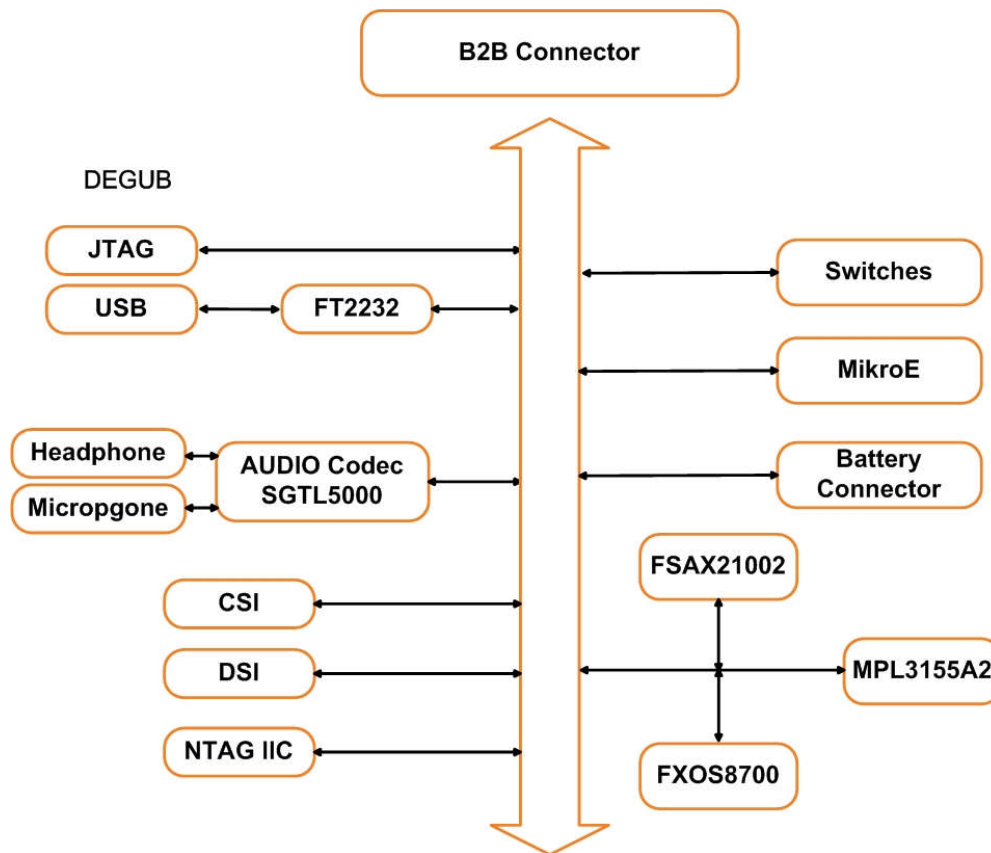 B2B Connector
DEGUB
JTAG
USB
FT2232
Headphone
Micropgone
AUDIO Codec
SGTL5000
CSI
DSI
NTAG IIC
Switches
MikroE
Battery
Connector
FSAX21002
MPL3155A2
FXOS8700